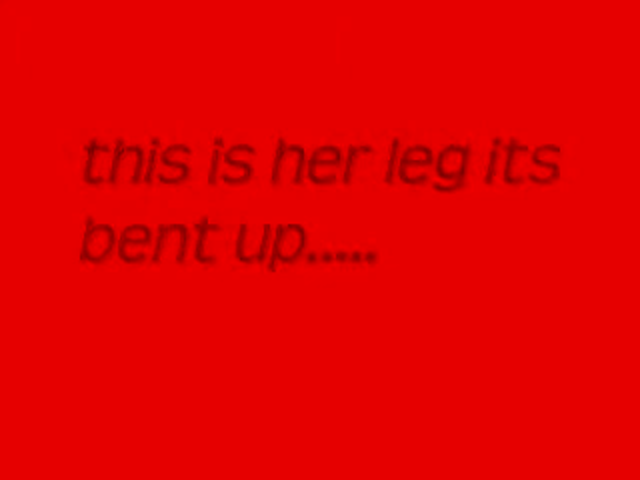 this is her leg its
bent up.....